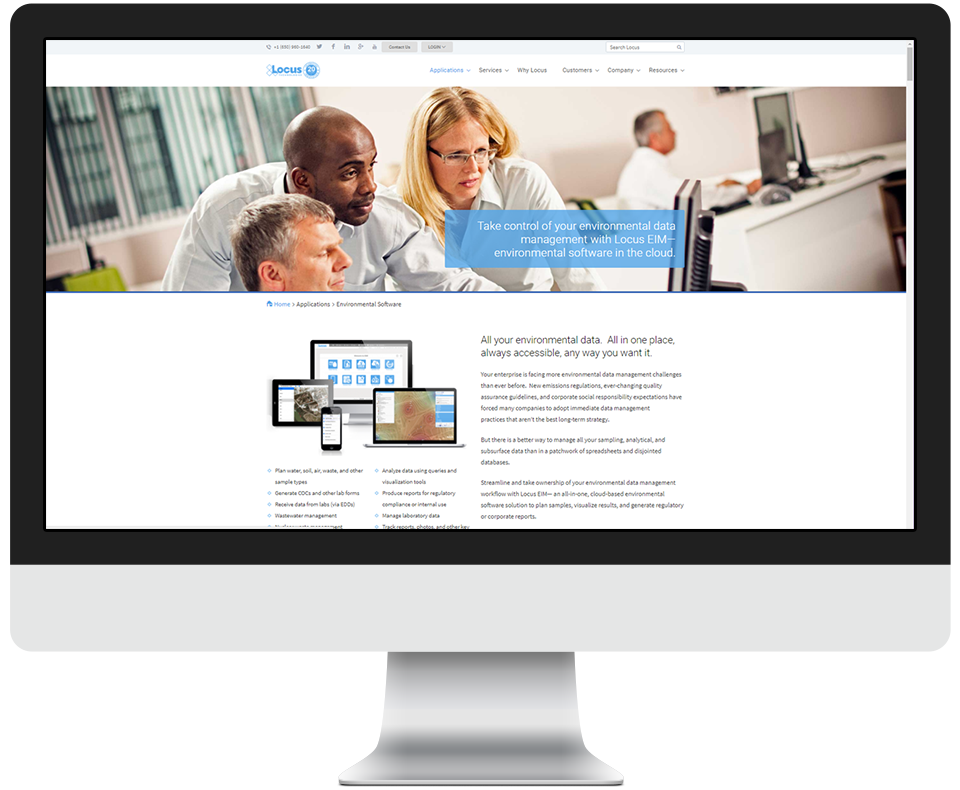 +1 (650) 960-1640
Contact Us
LOGIN
Search Locus
Locus
20
Applications
Services
Why Locus
Customers
Company
Resources
Take control of your environmental data
management with Locus EIM—
environmental software in the cloud.
Home > Applications > Environmental Software
All your environmental data. All in one place,
always accessible, any way you want it.
Your enterprise is facing more environmental data management challenges
than ever before. New emissions regulations, ever-changing quality
assurance guidelines, and corporate social responsibility expectations have
forced many companies to adopt immediate data management
practices that aren't the best long-term strategy.
But there is a better way to manage all your sampling, analytical, and
subsurface data than in a patchwork of spreadsheets and disjointed
databases.
Streamline and take ownership of your environmental data management
workflow with Locus EIM— an all-in-one, cloud-based environmental
software solution to plan samples, visualize results, and generate regulatory
or corporate reports.
Plan water, soil, air, waste, and other
sample types
Generate COCs and other lab forms
Receive data from labs (via EDDs)
Wastewater management
Nuclear waste management
Analyze data using queries and
visualization tools
Produce reports for regulatory
compliance or internal use
Manage laboratory data
Track reports, photos, and other key